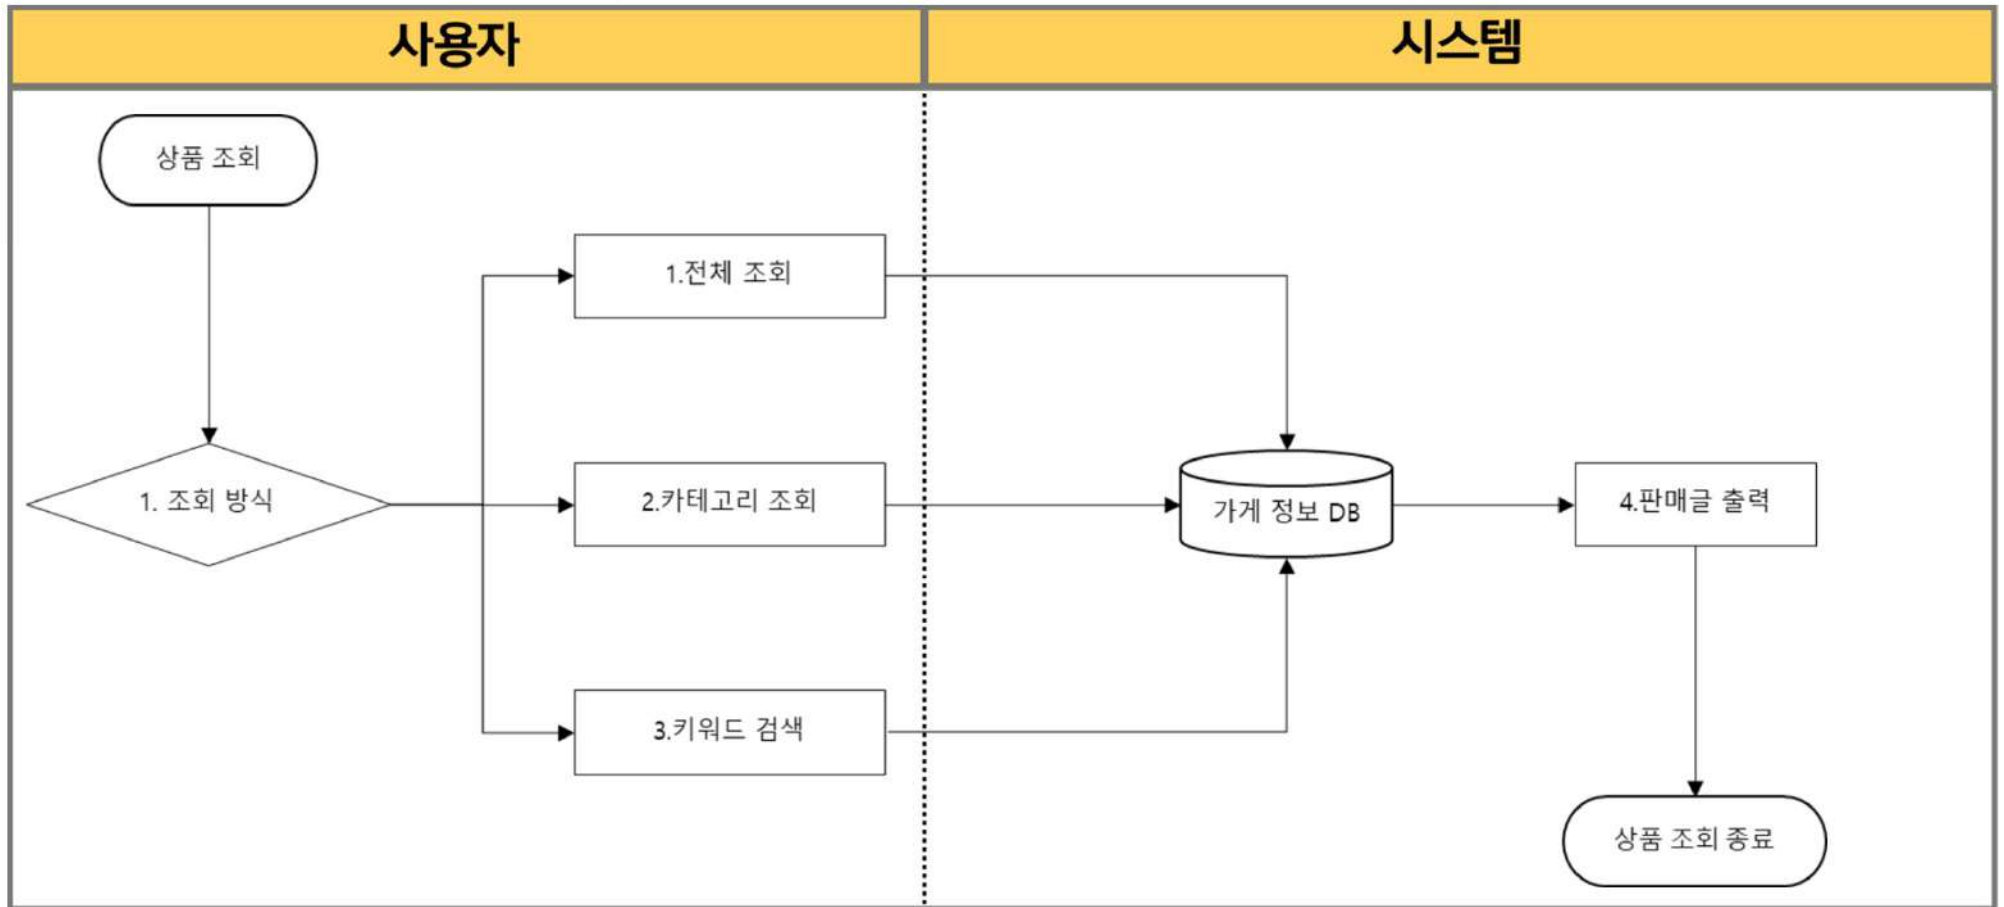 사용자
시스템
상품 조회
1.전체 조회
1. 조회 방식
2.카테고리 조회
가게 정보 DB
4.판매글 출력
3.키워드 검색
상품 조회 종료